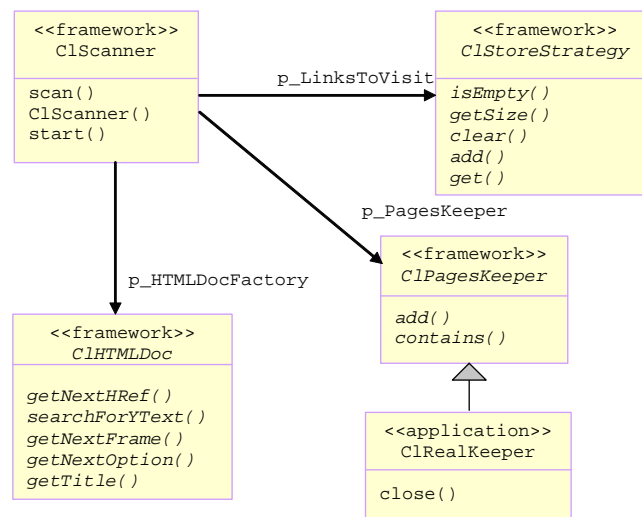 <<framework>>
ClScanner
scan()
ClScanner()
start()
p_LinksToVisit
<<framework>>
ClStoreStrategy
isEmpty()
getSize()
clear()
add()
get()
p_PagesKeeper
<<framework>>
ClPagesKeeper
add()
contains()
p_HTMLDocFactory
<<framework>>
ClHTMLDoc
getNextHRef()
searchForYText()
getNextFrame()
getNextOption()
getTitle()
<<application>>
ClRealKeeper
close()